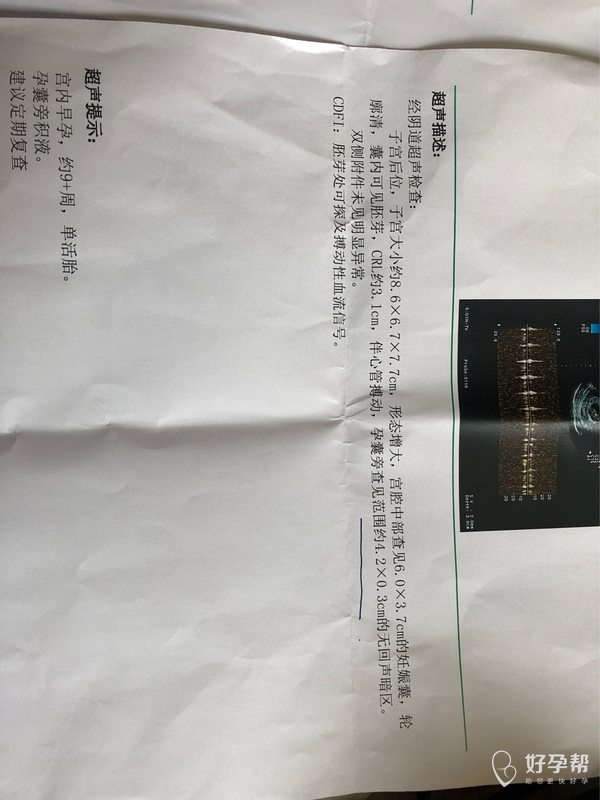 超声描述：
经阴道超声检查：
子宫后位，子宫大小约8.6×6.7×7.7cm，形态增大，宫腔中部查见6.0×3.7cm的妊娠囊，轮
廓清，囊内可见胚芽，CRL约3.1cm，伴心管搏动，孕囊旁查见范围约4.2×0.3cm的无回声暗区。
双侧附件未见明显异常。
CDFI：胚芽处可探及搏动性血流信号。
超声提示：
宫内早孕，约9+周，单活胎。
孕囊旁积液。
建议定期复查
好孕帮
助您更快好孕